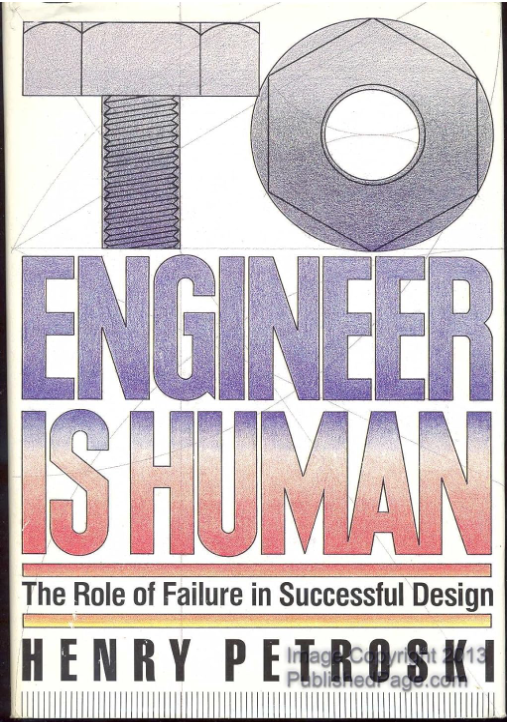 TO
ENGINEER
IS HUMAN
The Role of Failure in Successful Design
HENRY PETROSKI
Image Copyright 2013
PublishedPage.com